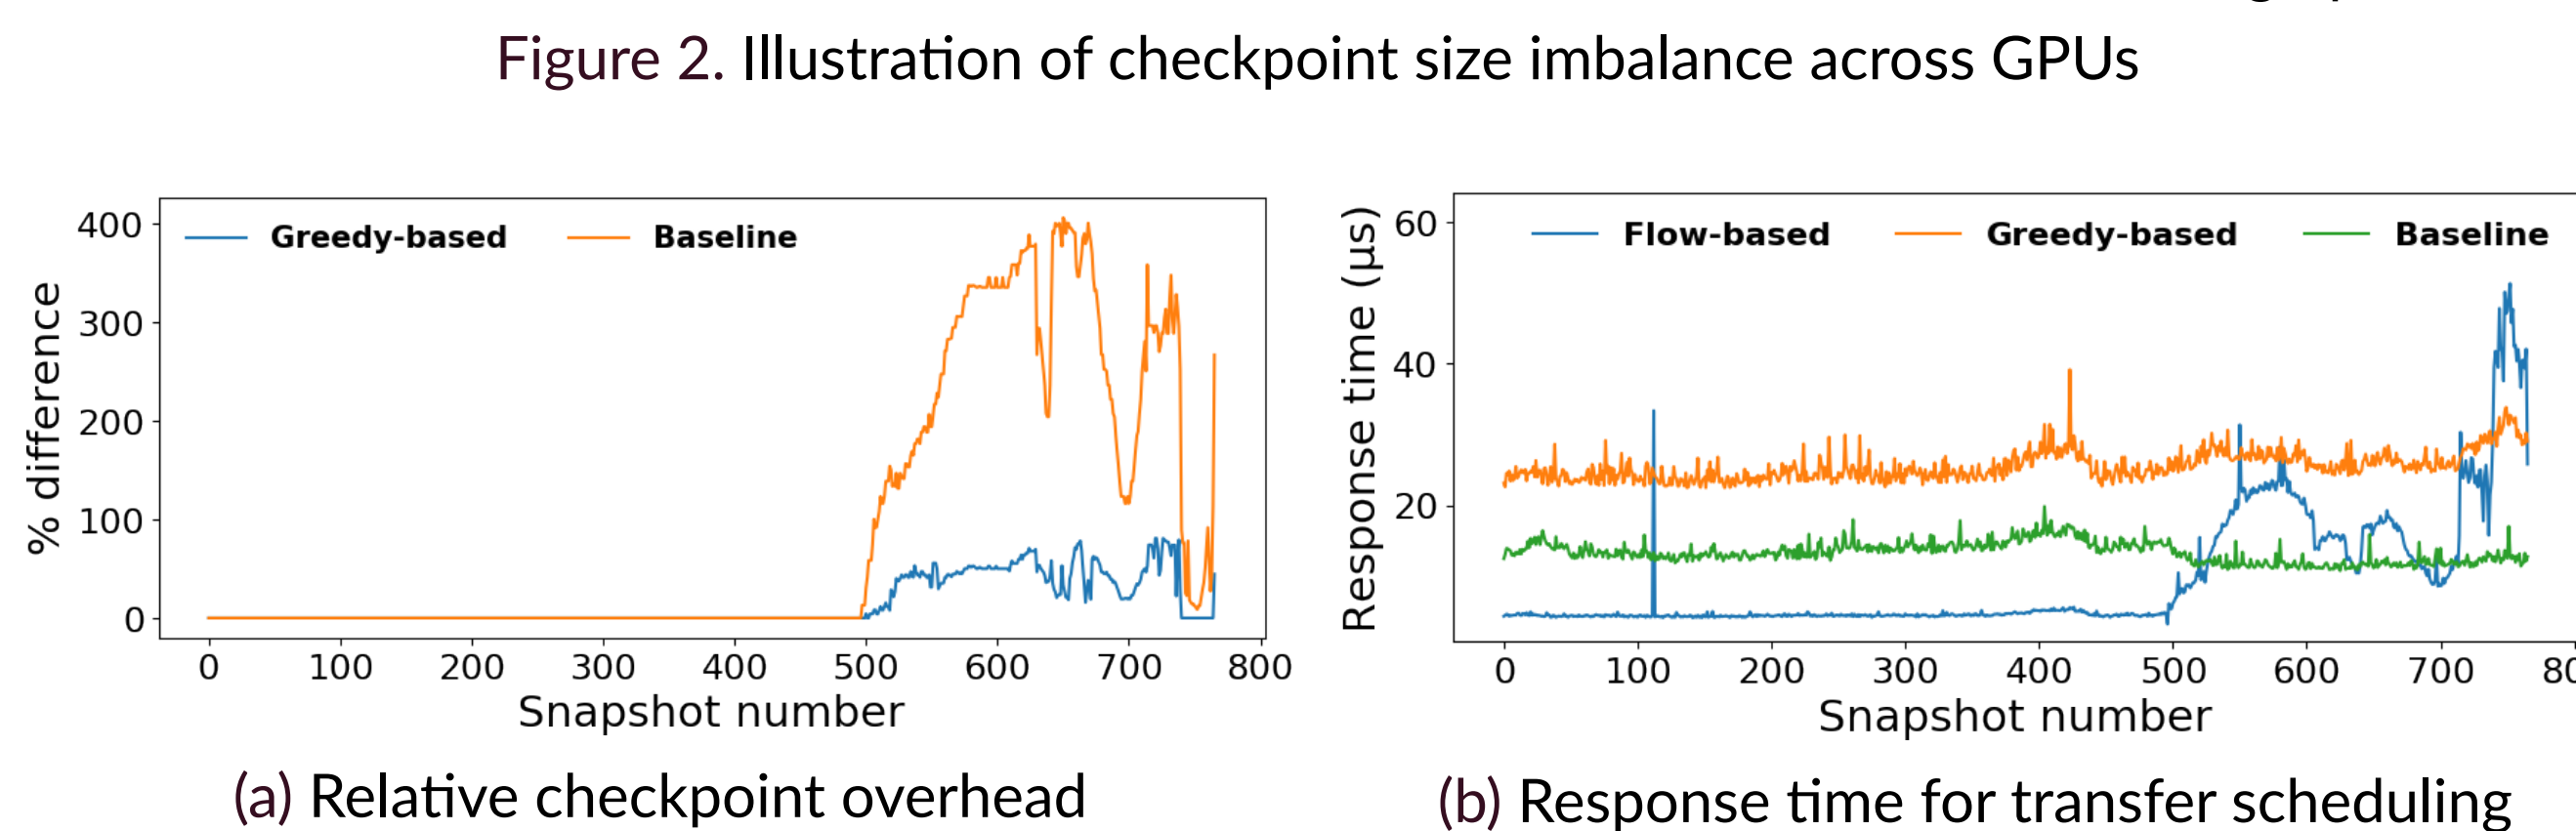 Figure 2. Illustration of checkpoint size imbalance across GPUs
Greedy-based Baseline
400
300
200
100
0
% difference
0 100 200 300 400 500 600 700 800
Snapshot number
(a) Relative checkpoint overhead
Flow-based Greedy-based Baseline
60
40
20
Response time (µs)
0 100 200 300 400 500 600 700 80
Snapshot number
(b) Response time for transfer scheduling